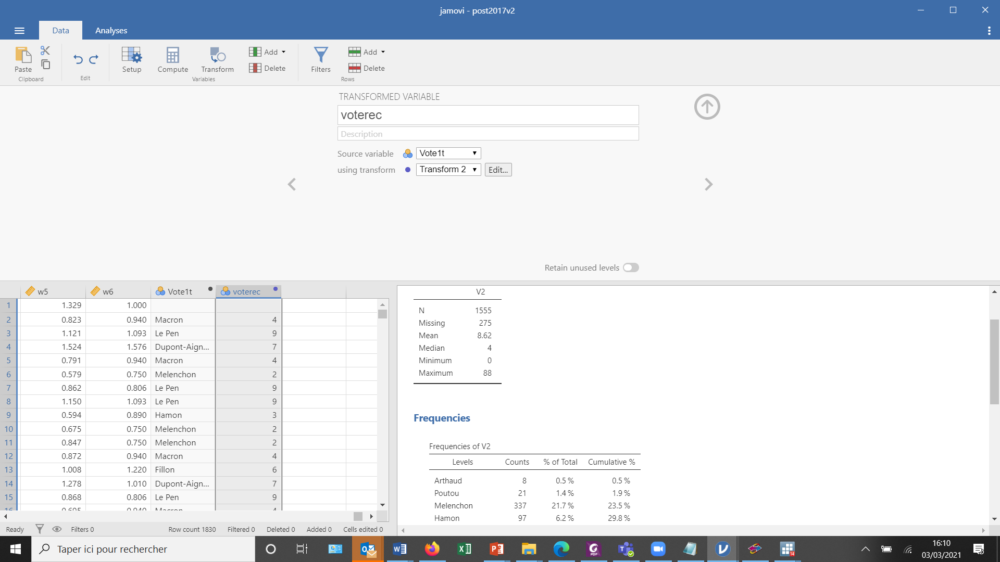 jamovi - post2017v2
Data
Analyses
Paste
Clipboard
Edit
Setup
Compute
Transform
Add
Delete
Variables
Filters
Add
Delete
Rows
TRANSFORMED VARIABLE
voterec
Description
Source variable Vote1t
using transform Transform 2 Edit...
Retain unused levels
w5 w6 Vote1t voterec
1 1.329 1.000
2 0.823 0.940 Macron 4
3 1.121 1.093 Le Pen 9
4 1.524 1.576 Dupont-Aign... 7
5 0.791 0.940 Macron 4
6 0.579 0.750 Melenchon 2
7 0.862 0.806 Le Pen 9
8 1.150 1.093 Le Pen 9
9 0.594 0.890 Hamon 3
10 0.675 0.750 Melenchon 2
11 0.847 0.750 Melenchon 2
12 0.872 0.940 Macron 4
13 1.008 1.220 Fillon 6
14 1.278 1.010 Dupont-Aign... 7
15 0.868 0.806 Le Pen 9
16 0.695 0.940 Macron 4
V2
N 1555
Missing 275
Mean 8.62
Median 4
Minimum 0
Maximum 88
Frequencies
Frequencies of V2
Levels Counts % of Total Cumulative %
Arthaud 8 0.5 % 0.5 %
Poutou 21 1.4 % 1.9 %
Melenchon 337 21.7 % 23.5 %
Hamon 97 6.2 % 29.8 %
Ready Filters 0 Row count 1830 Filtered 0 Deleted 0 Added 0 Cells edited 0
Taper ici pour rechercher
PDF
14
16:10
03/03/2021